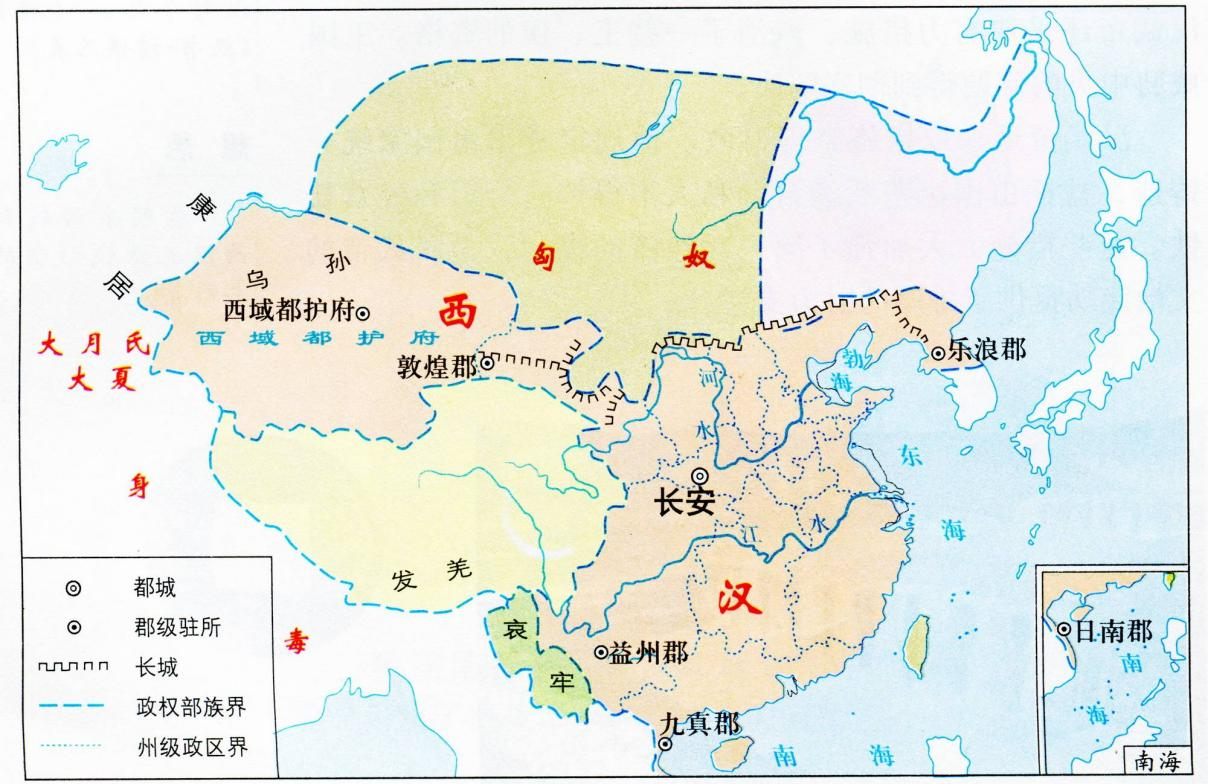 康
居
乌孙
匈奴
西域都护府
西
西域都护府
大月氏
大夏
敦煌郡
乐浪郡
勃
海
河
水
身
东
海
长安
江
水
发羌
汉
毒
哀
牢
益州郡
九真郡
南海
都城
郡级驻所
长城
政权部族界
州级政区界
日南郡
南
海
南海